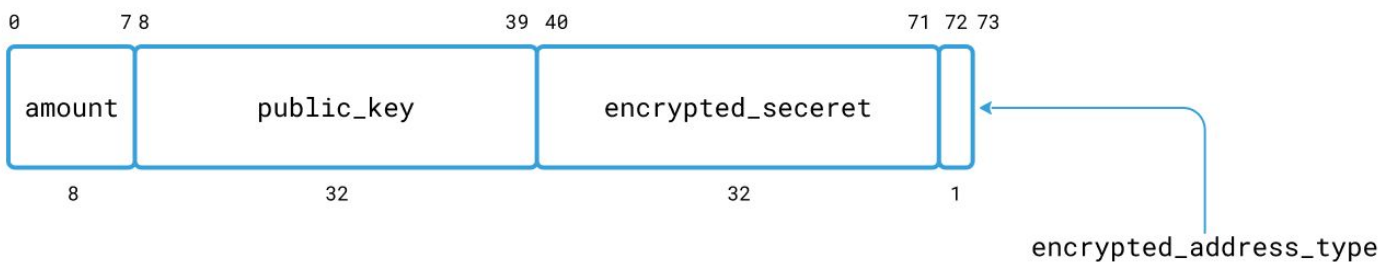 0 7 8 39 40 71 72 73
amount public_key encrypted_seceret
8 32 32 1
encrypted_address_type